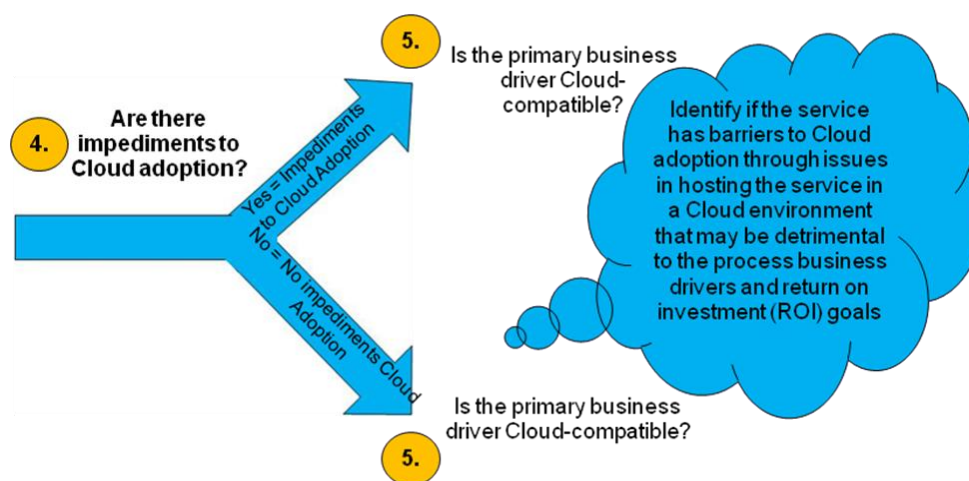 4.
Are there
impediments to
Cloud adoption?
Yes = Impediments
to Cloud Adoption
No = No impediments Cloud
Adoption
5.
Is the primary business
driver Cloud-
compatible?
5.
Is the primary business
driver Cloud-compatible?
Identify if the service
has barriers to Cloud
adoption through issues
in hosting the service in
a Cloud environment
that may be detrimental
to the process business
drivers and return on
investment (ROI) goals